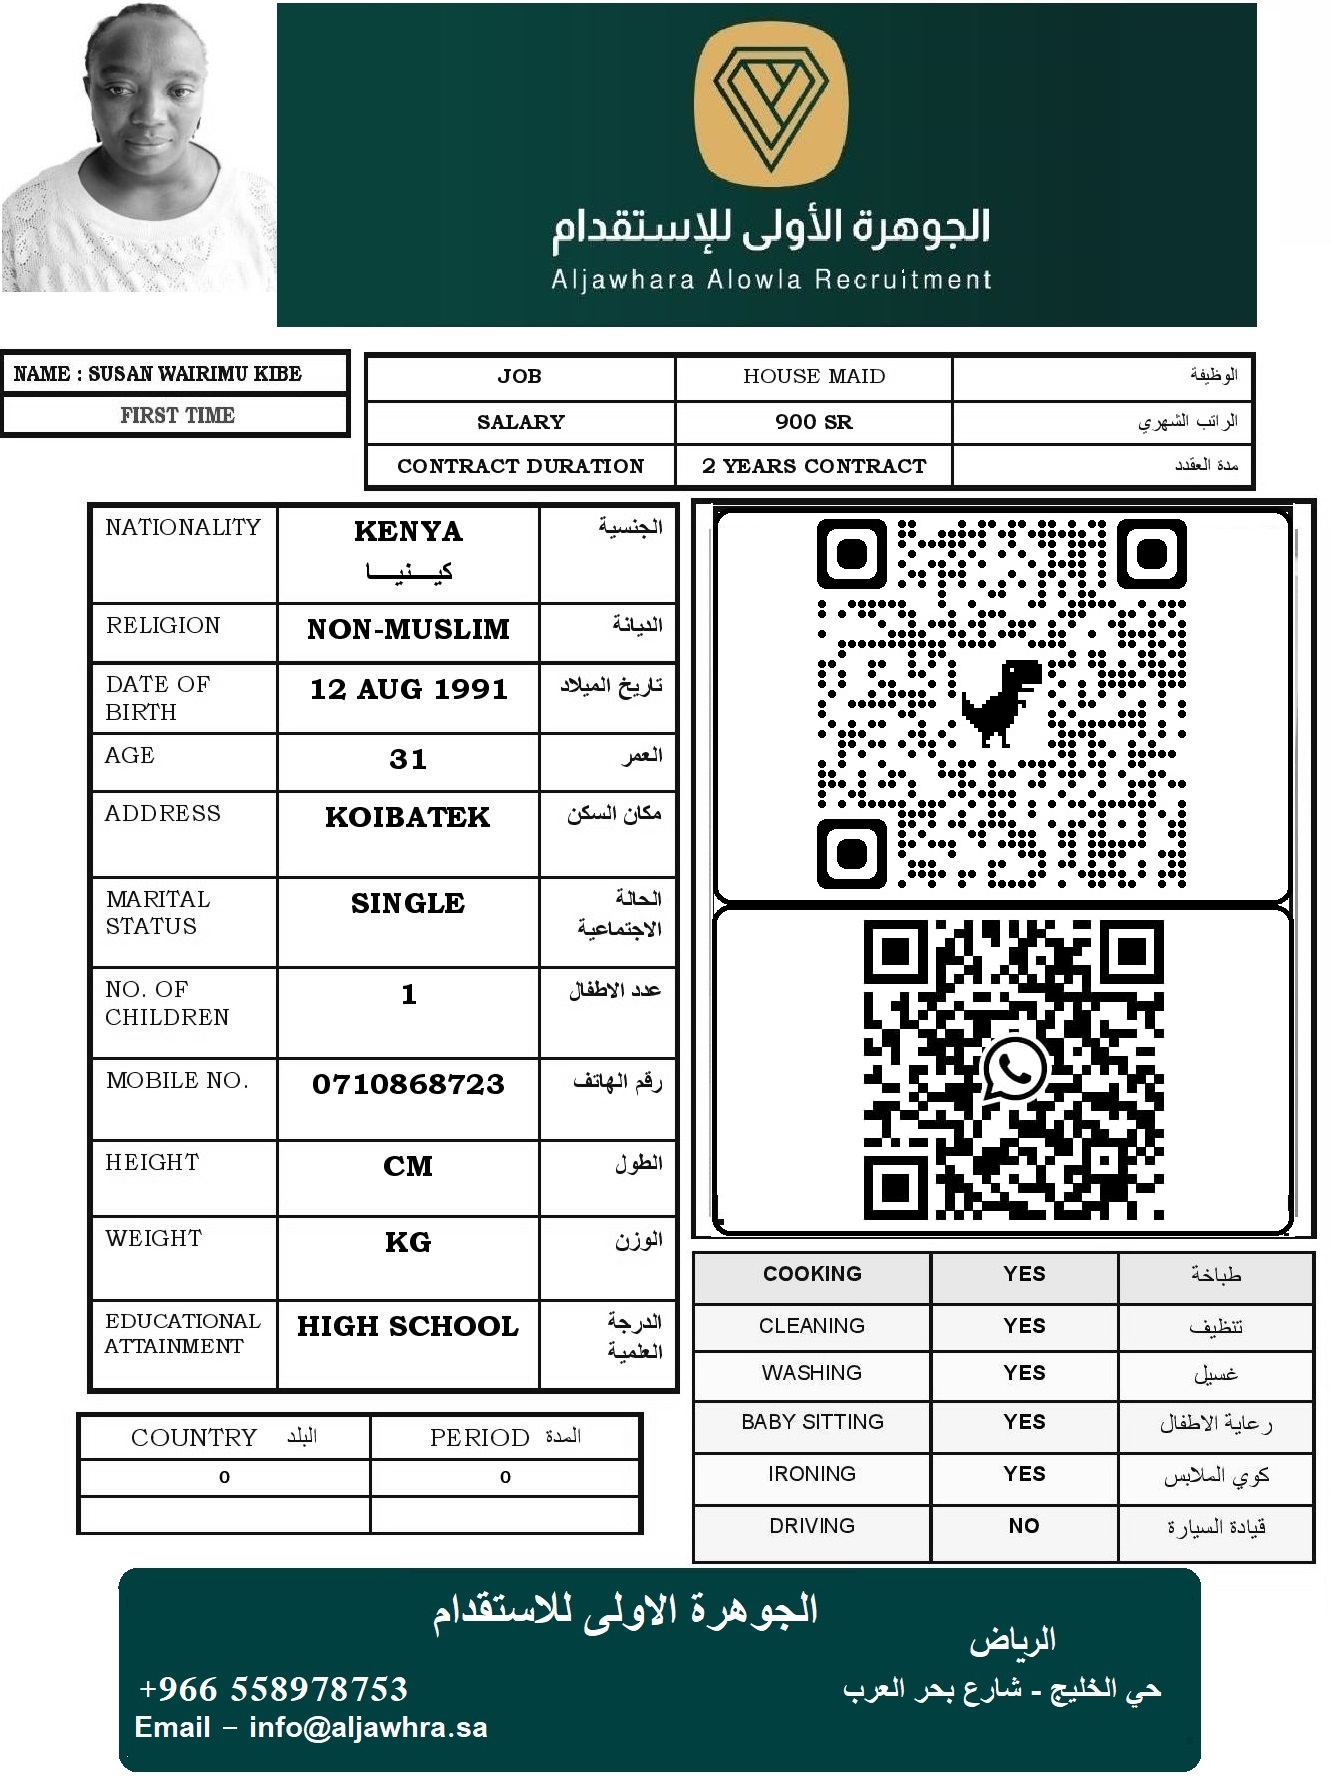 الجوهرة الأولى للإستقدام
Aljawhara Alowla Recruitment
NAME : SUSAN WAIRIMU KIBE
FIRST TIME
JOB HOUSE MAID الوظيفة
SALARY 900 SR الراتب الشهري
CONTRACT DURATION 2 YEARS CONTRACT مدة العقدد
NATIONALITY KENYA الجنسية
كيـــنيـــا
RELIGION NON-MUSLIM الديانة
DATE OF 12 AUG 1991 تاريخ الميلاد
BIRTH
AGE 31 العمر
ADDRESS KOIBATEK مكان السكن
MARITAL SINGLE الحالة
STATUS الاجتماعية
NO. OF 1 عدد الاطفال
CHILDREN
MOBILE NO. 0710868723 رقم الهاتف
HEIGHT CM الطول
WEIGHT KG الوزن
EDUCATIONAL HIGH SCHOOL الدرجة
ATTAINMENT العلمية
COOKING YES طباخة
CLEANING YES تنظيف
WASHING YES غسيل
BABY SITTING YES رعاية الاطفال
IRONING YES كوي الملابس
DRIVING NO قيادة السيارة
COUNTRY البلد PERIOD المدة
0 0
الجوهرة الاولى للاستقدام
الرياض
حي الخليج - شارع بحر العرب
+966 558978753
Email – info@aljawhra.sa